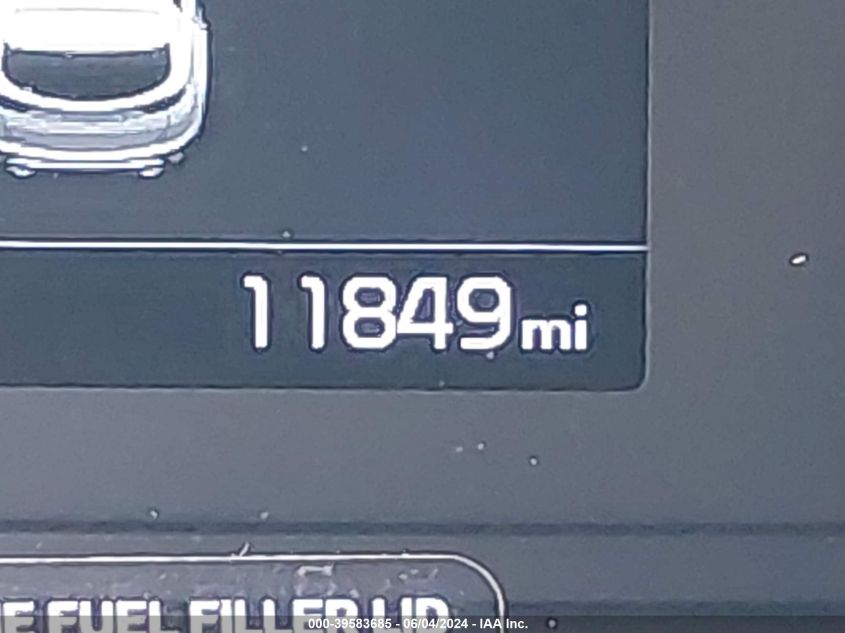 11849mi
FUEL FILLER LID
000-39583685 - 06/04/2024 - IAA Inc.